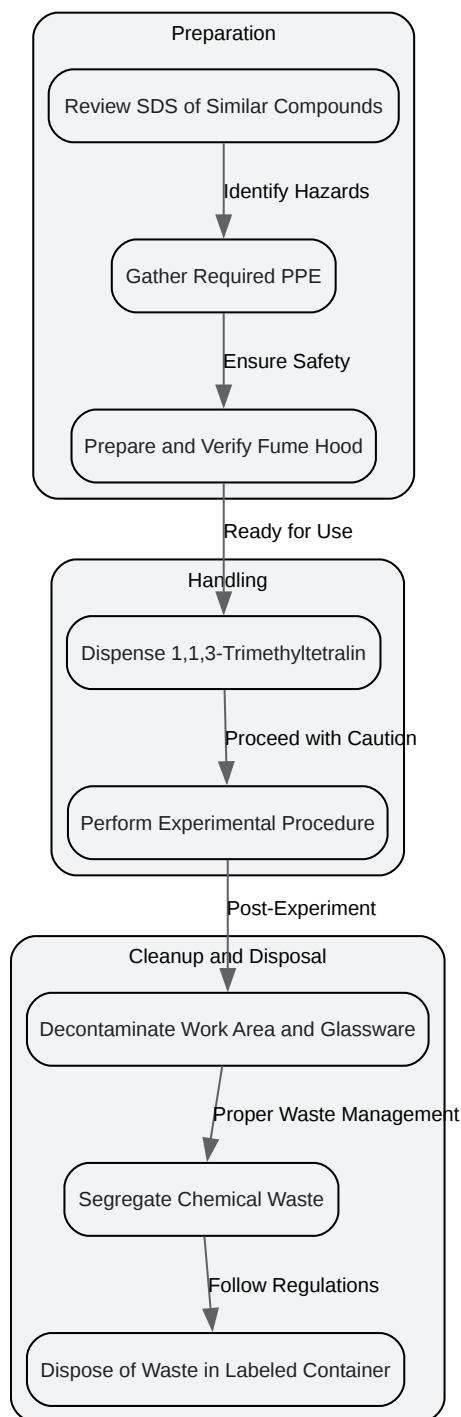 Preparation
Review SDS of Similar Compounds
Identify Hazards
Gather Required PPE
Ensure Safety
Prepare and Verify Fume Hood
Ready for Use
Handling
Dispense 1,1,3-Trimethyltetralin
Proceed with Caution
Perform Experimental Procedure
Post-Experiment
Cleanup and Disposal
Decontaminate Work Area and Glassware
Proper Waste Management
Segregate Chemical Waste
Follow Regulations
Dispose of Waste in Labeled Container